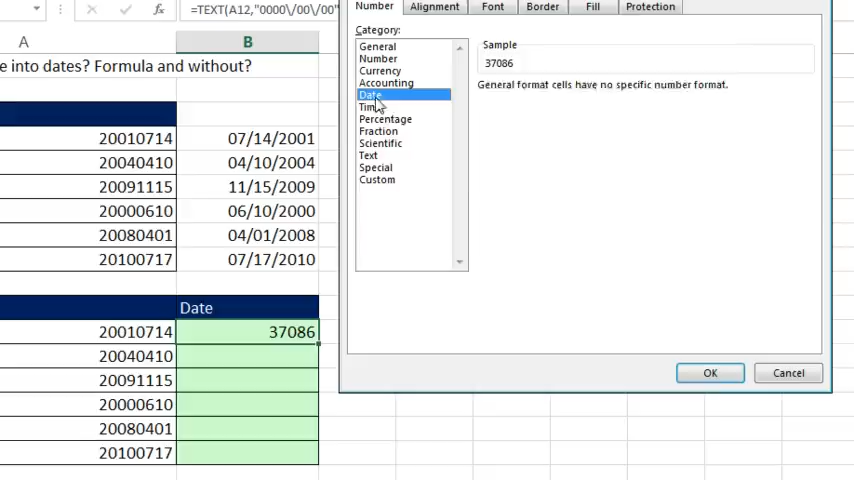 Number Alignment Font Border Fill Protection
=TEXT(A12,"0000\/00\/00"
A B
e into dates? Formula and without?
20010714 07/14/2001
20040410 04/10/2004
20091115 11/15/2009
20000610 06/10/2000
20080401 04/01/2008
20100717 07/17/2010
Date
20010714 37086
20040410
20091115
20000610
20080401
20100717
Category:
General
Number
Currency
Accounting
Date
Time
Percentage
Fraction
Scientific
Text
Special
Custom
Sample
37086
General format cells have no specific number format.
OK Cancel